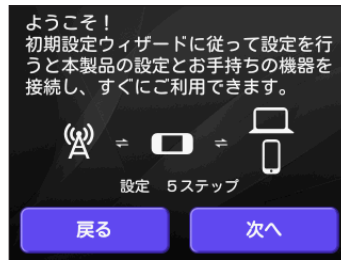 ようこそ！
初期設定ウィザードに従って設定を行
うと本製品の設定とお手持ちの機器を
接続し、すぐにご利用できます。
設定　5ステップ
戻る
次へ